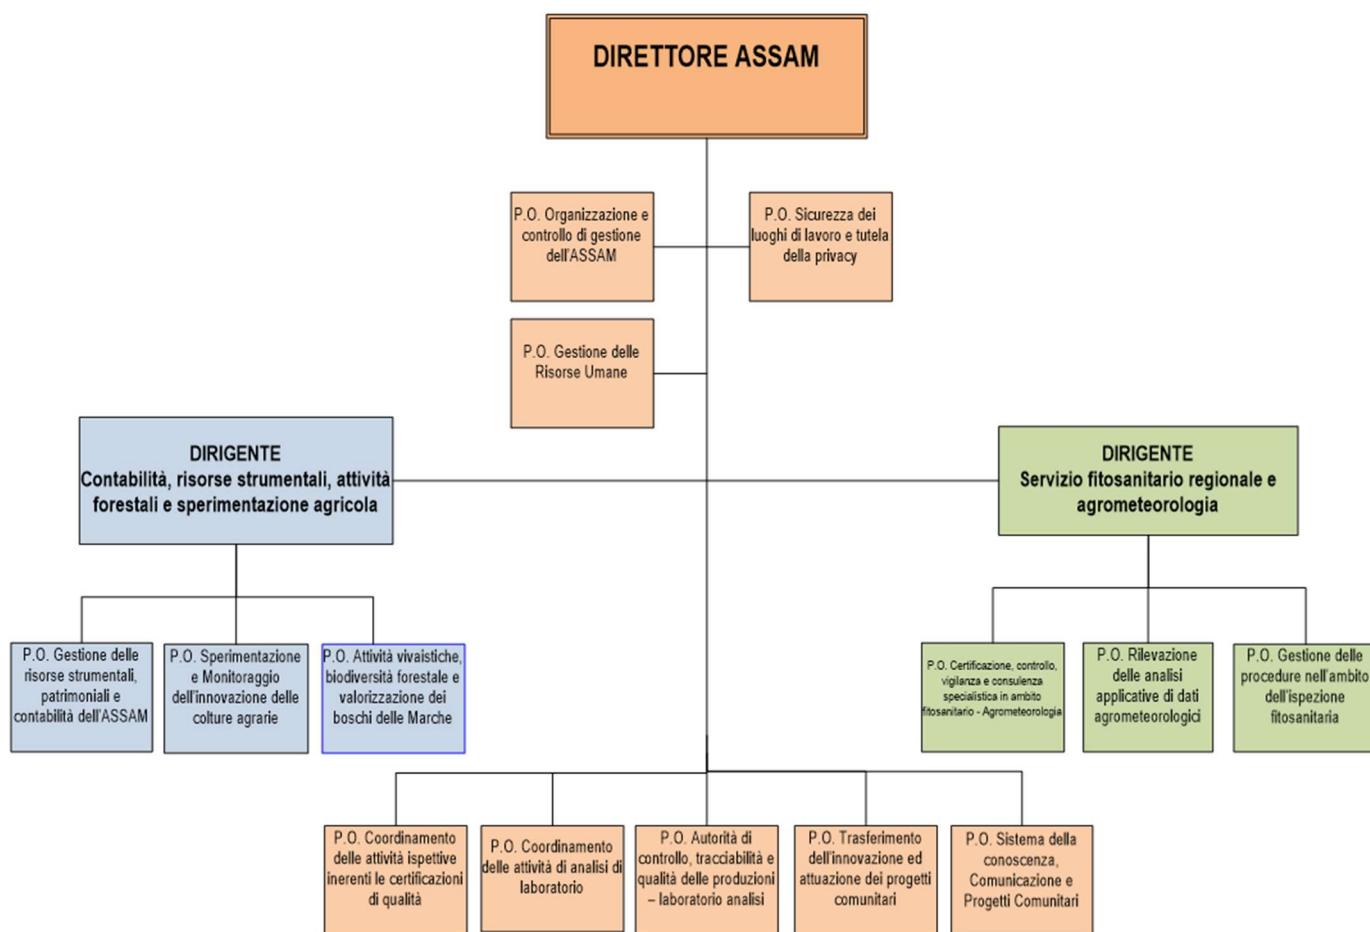 DIRETTORE ASSAM
P.O. Organizzazione e
controllo di gestione
dell'ASSAM
P.O. Sicurezza dei
luoghi di lavoro e tutela
della privacy
P.O. Gestione delle
Risorse Umane
DIRIGENTE
Contabilità, risorse strumentali, attività
forestali e sperimentazione agricola
DIRIGENTE
Servizio fitosanitario regionale e
agrometeorologia
P.O. Gestione delle
risorse strumentali,
patrimoniali e
contabilità dell'ASSAM
P.O. Sperimentazione
e Monitoraggio
dell'innovazione delle
colture agrarie
P.O. Attività vivaistiche,
biodiversità forestale e
valorizzazione dei
boschi delle Marche
P.O. Certificazione, controllo,
vigilanza e consulenza
specialistica in ambito
fitosanitario - Agrometeorologia
P.O. Rilevazione
delle analisi
applicative di dati
agrometeorologici
P.O. Gestione delle
procedure nell'ambito
dell'ispezione
fitosanitaria
P.O. Coordinamento
delle attività ispettive
inerenti le certificazioni
di qualità
P.O. Coordinamento
delle attività di analisi di
laboratorio
P.O. Autorità di
controllo, tracciabilità e
qualità delle produzioni
– laboratorio analisi
P.O. Trasferimento
dell'innovazione ed
attuazione dei progetti
comunitari
P.O. Sistema della
conoscenza,
Comunicazione e
Progetti Comunitari